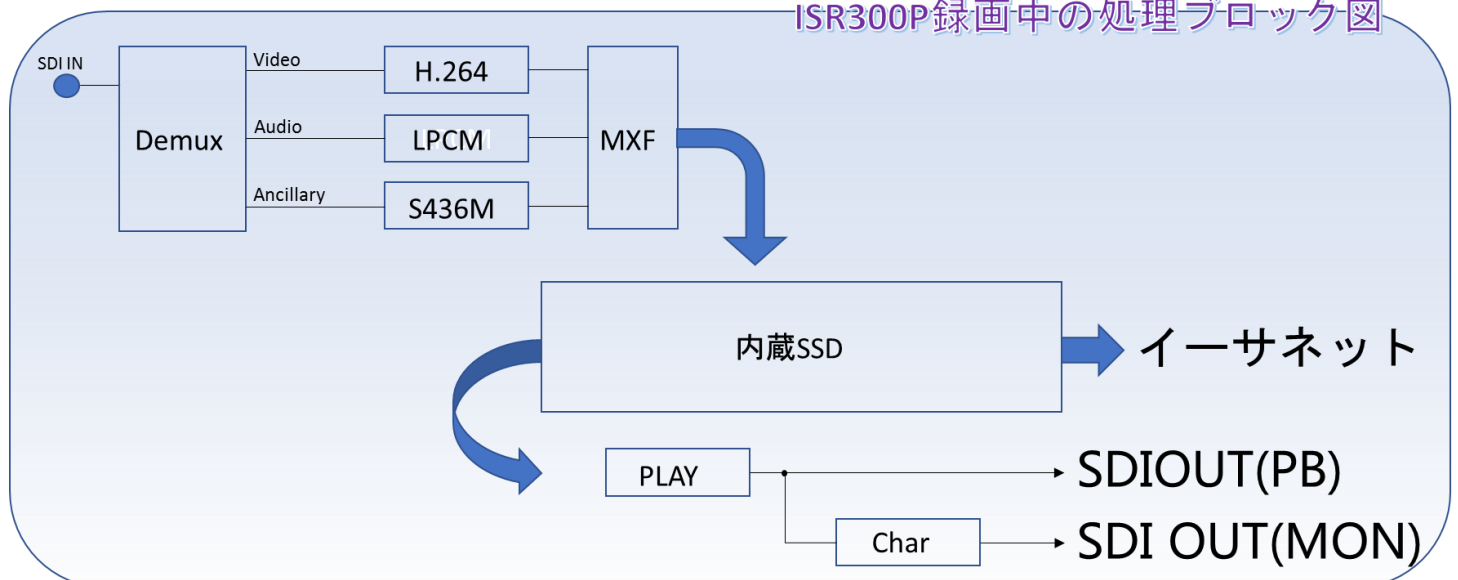 ISR300P録画中の処理ブロック図
SDI IN
Demux
Video
H.264
Audio
LPCM
Ancillary
S436M
MXF
内蔵SSD
イーサネット
PLAY
SDIOUT(PB)
Char
SDI OUT(MON)